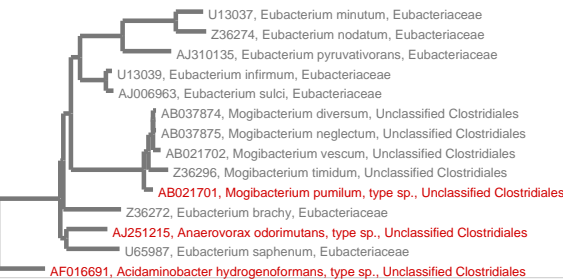 U13037, Eubacterium minutum, Eubacteriaceae
Z36274, Eubacterium nodatum, Eubacteriaceae
AJ310135, Eubacterium pyruvativorans, Eubacteriaceae
U13039, Eubacterium infirmum, Eubacteriaceae
AJ006963, Eubacterium sulci, Eubacteriaceae
AB037874, Mogibacterium diversum, Unclassified Clostridiales
AB037875, Mogibacterium neglectum, Unclassified Clostridiales
AB021702, Mogibacterium vescum, Unclassified Clostridiales
Z36296, Mogibacterium timidum, Unclassified Clostridiales
AB021701, Mogibacterium pumilum, type sp., Unclassified Clostridiales
Z36272, Eubacterium brachy, Eubacteriaceae
AJ251215, Anaerovorax odorimutans, type sp., Unclassified Clostridiales
U65987, Eubacterium saphenum, Eubacteriaceae
AF016691, Acidaminobacter hydrogenoformans, type sp., Unclassified Clostridiales